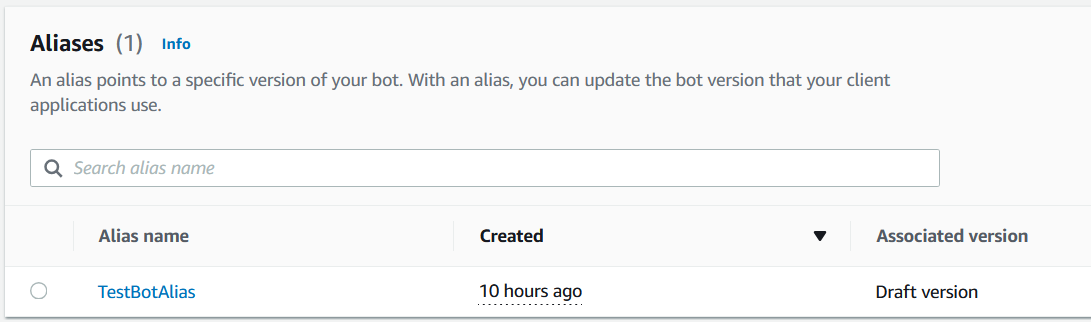 Aliases (1) Info
An alias points to a specific version of your bot. With an alias, you can update the bot version that your client
applications use.
Search alias name
Alias name Created Associated version
TestBotAlias 10 hours ago Draft version